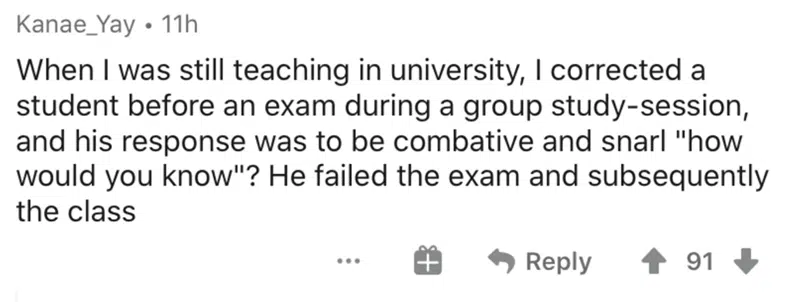 Kanae_Yay • 11h
When I was still teaching in university, I corrected a
student before an exam during a group study-session,
and his response was to be combative and snarl "how
would you know"? He failed the exam and subsequently
the class
... Reply 91